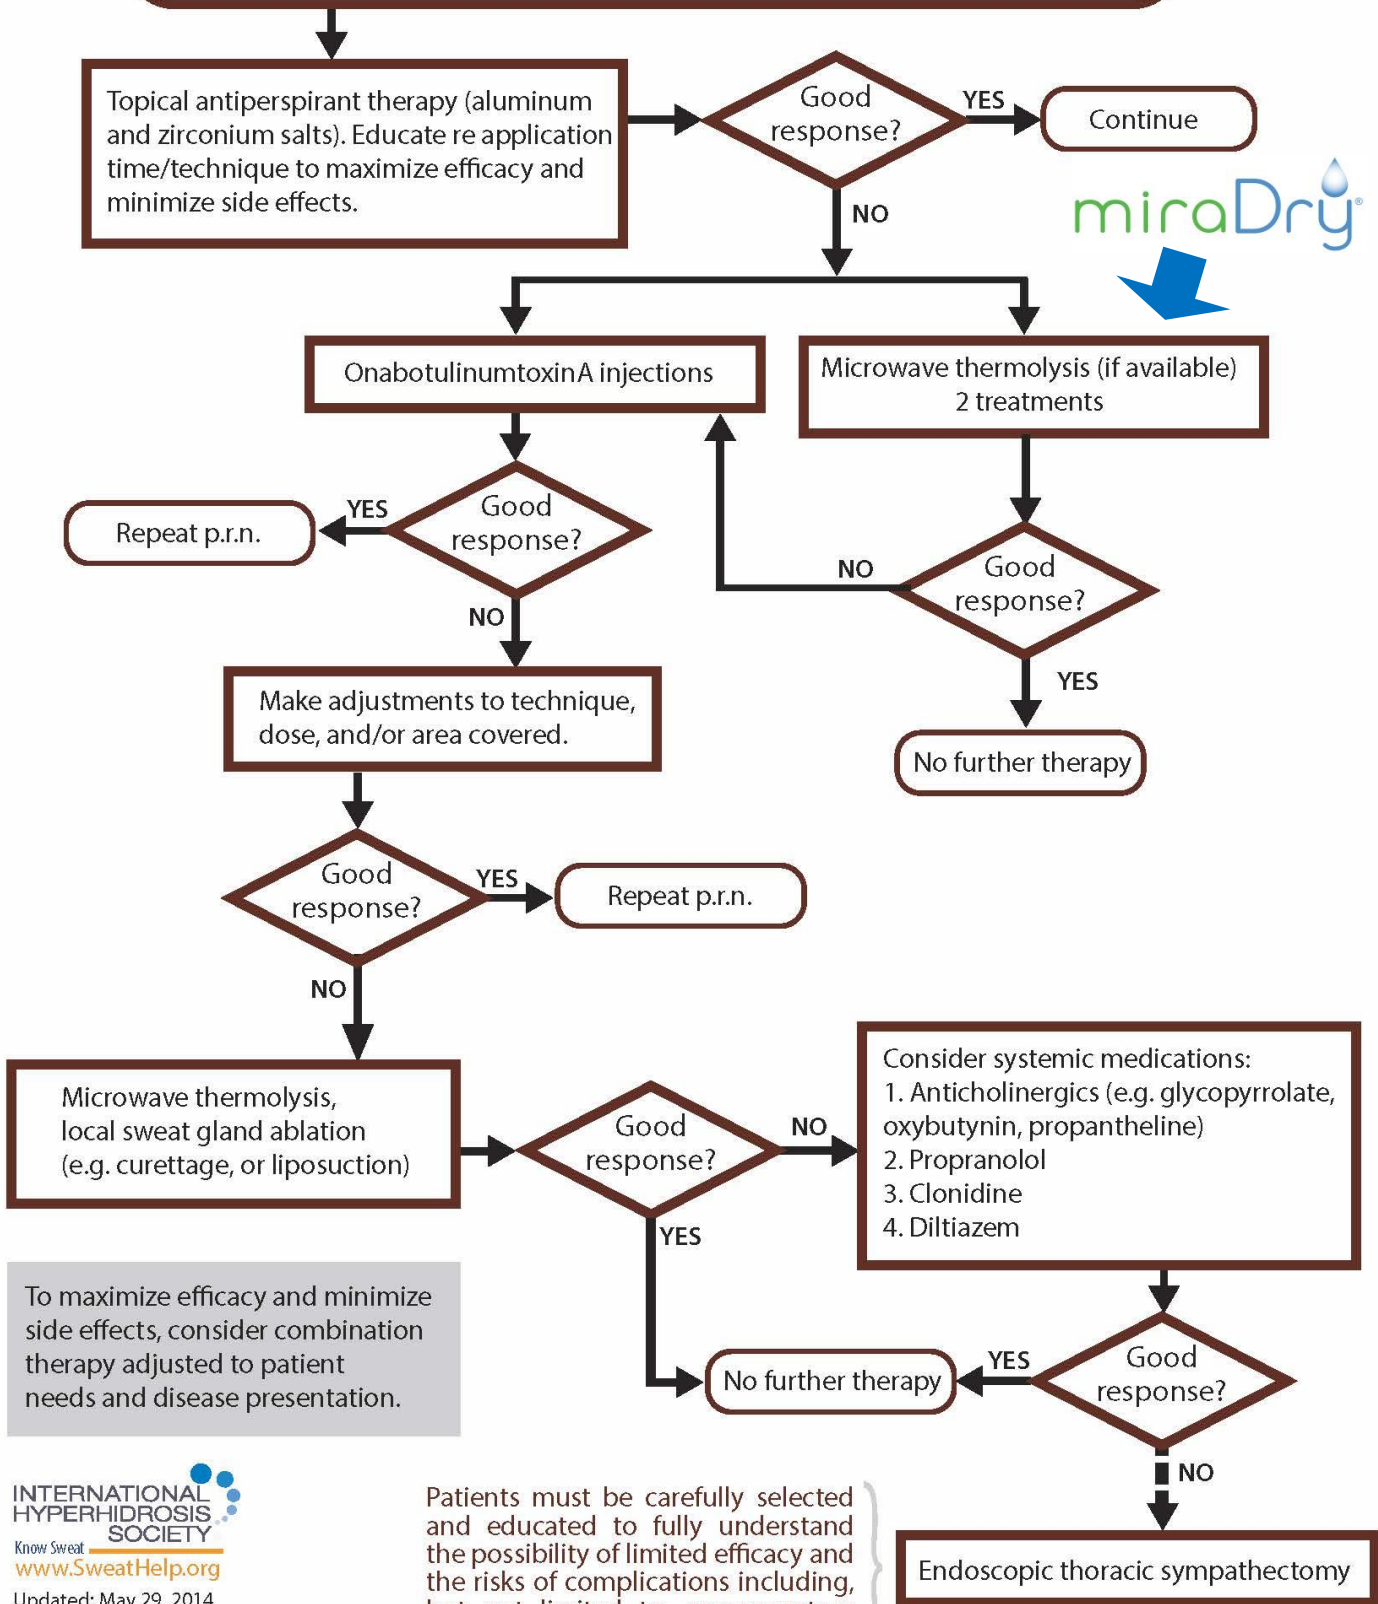 Topical antiperspirant therapy (aluminum
and zirconium salts). Educate re application
time/technique to maximize efficacy and
minimize side effects.
Good
response?
YES
Continue
NO
miraDry®
OnabotulinumtoxinA injections
Microwave thermolysis (if available)
2 treatments
Good
response?
YES
Repeat p.r.n.
NO
Good
response?
NO
YES
No further therapy
Make adjustments to technique,
dose, and/or area covered.
Good
response?
YES
Repeat p.r.n.
NO
Microwave thermolysis,
local sweat gland ablation
(e.g. curettage, or liposuction)
Good
response?
NO
YES
Consider systemic medications:
1. Anticholinergics (e.g. glycopyrrolate,
oxybutynin, propantheline)
2. Propranolol
3. Clonidine
4. Diltiazem
To maximize efficacy and minimize
side effects, consider combination
therapy adjusted to patient
needs and disease presentation.
No further therapy
YES
Good
response?
NO
INTERNATIONAL
HYPERHIDROSIS
SOCIETY
Know Sweat
www.SweatHelp.org
Updated: May 29, 2014
Patients must be carefully selected
and educated to fully understand
the possibility of limited efficacy and
the risks of complications including,
Endoscopic thoracic sympathectomy